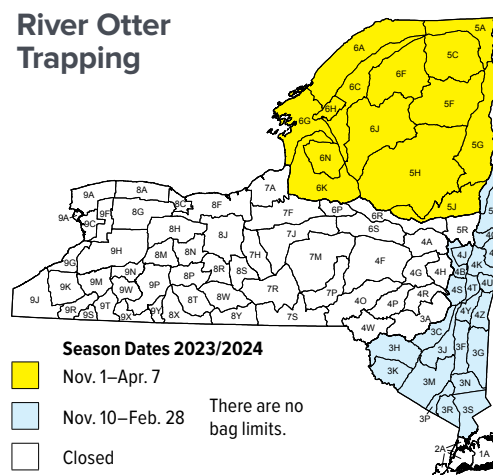 River Otter
Trapping
5A
6A
5C
6F
6C
6H
5F
6G
6J
5G
6N
5H
6K
5J
7A
8A
9A
8C
8F
9F
8G
9A
9C
7F
6P
6R
6S
5R
8H
8J
7J
4A
9H
7M
4F
4J
8M
8N
7H
4K
9G
8P
8R
8S
4G
4H
4B
9N
9K
9M
9P
7R
4S
4T
4U
9J
9W
8T
8W
7P
4O
4P
4R
9T
9R
9S
9X
9Y
8X
8Y
7S
3A
4Y
4Z
4W
3C
3H
3J
3F
3G
3K
3M
3N
3P
3R
3S
2A
1A
Season Dates 2023/2024
Nov. 1–Apr. 7
Nov. 10–Feb. 28
There are no
bag limits.
Closed